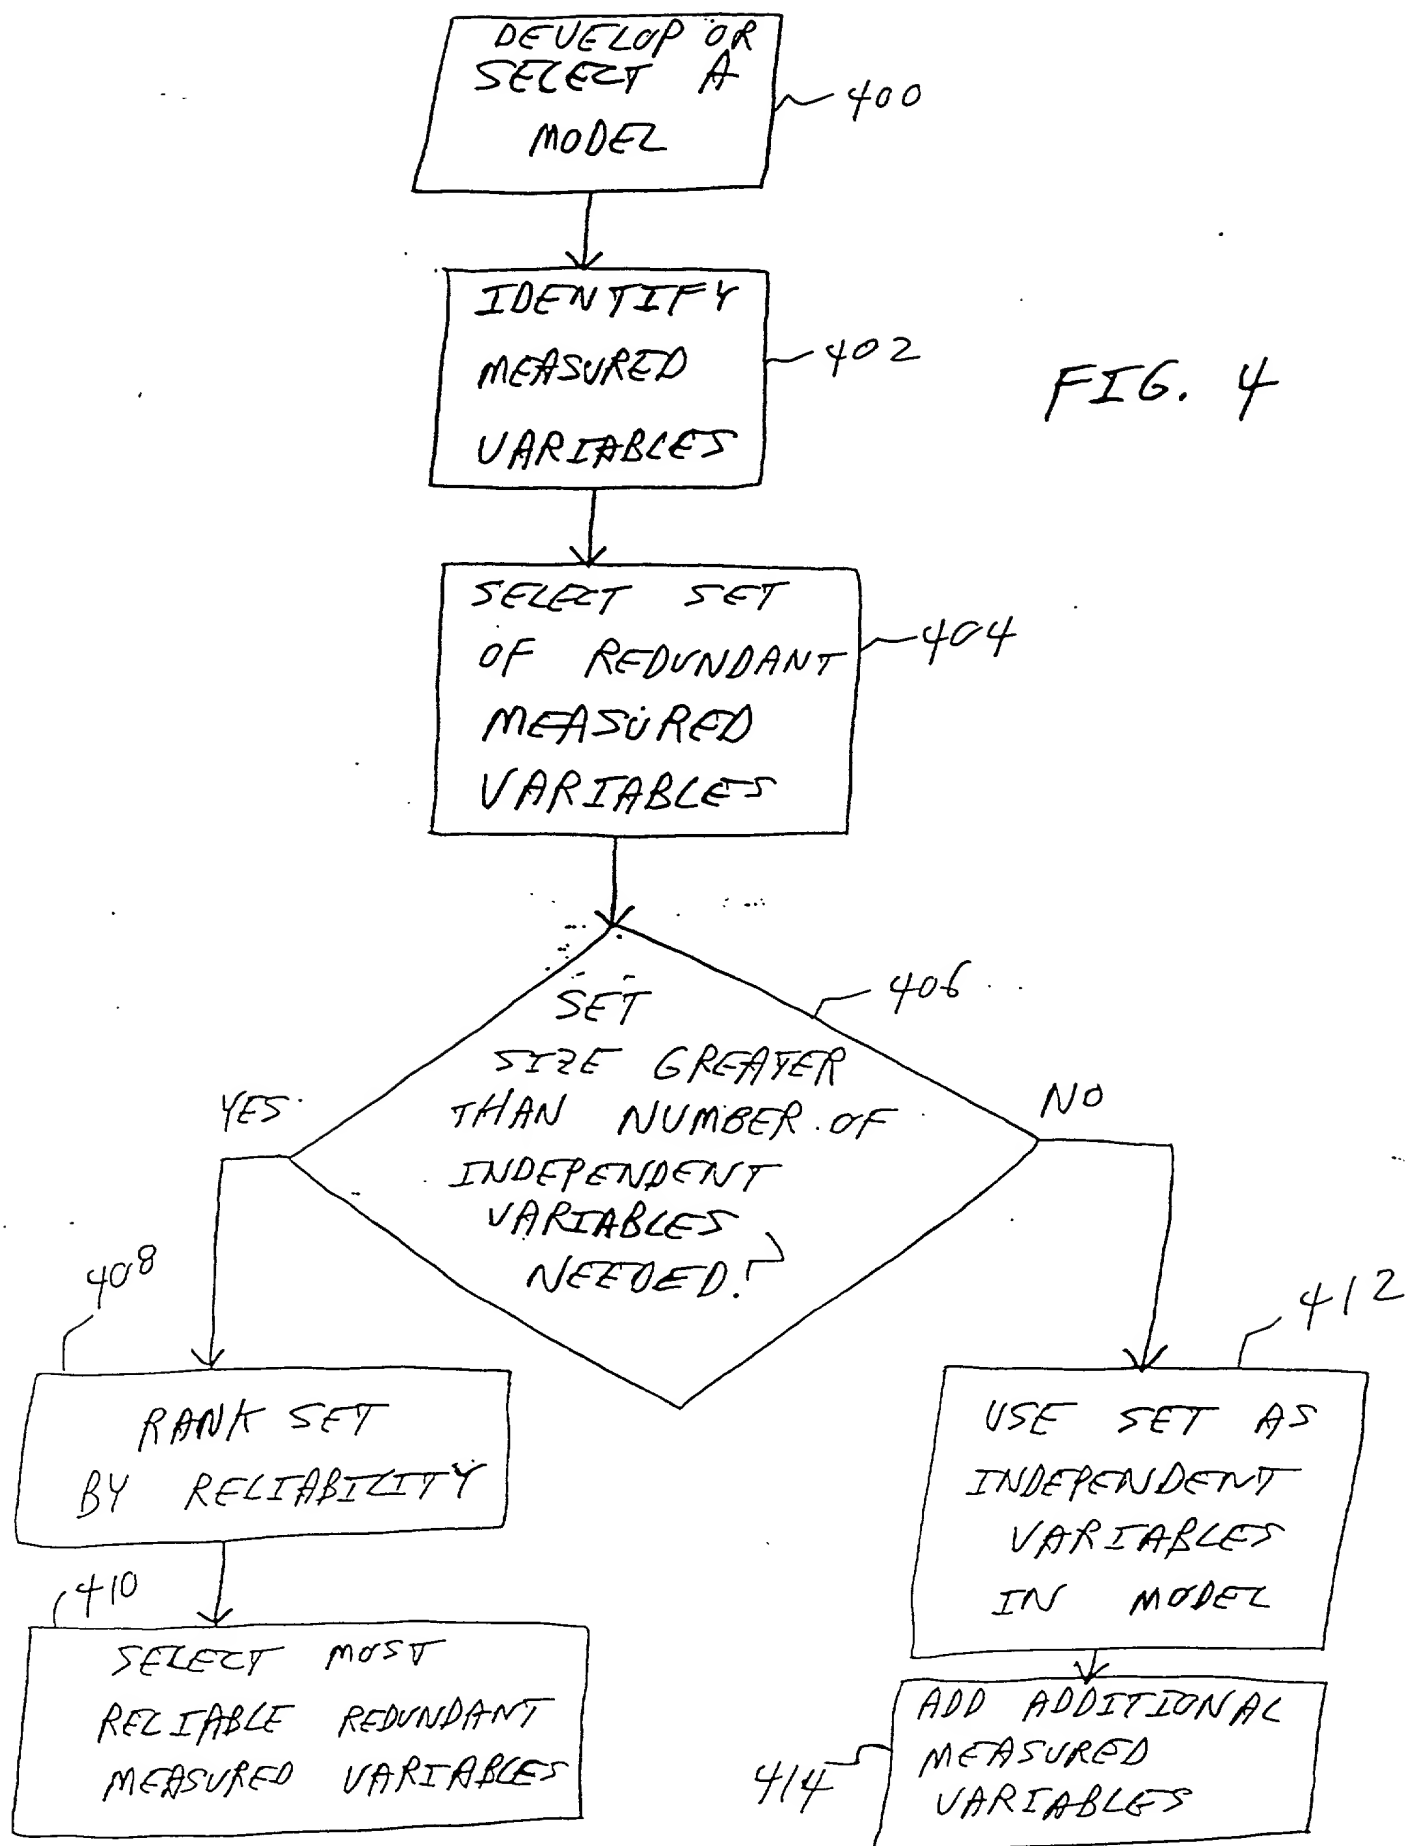 DEVELOP OR
SELECT A
MODEL
400
IDENTIFY
MEASURED
VARIABLES
402
FIG. 4
SELECT SET
OF REDUNDANT
MEASURED
VARIABLES
404
SET
SIZE GREATER
THAN NUMBER OF
INDEPENDENT
VARIABLES
NEEDED?
406
YES
NO
408
RANK SET
BY RELIABILITY
410
SELECT MOST
RELIABLE REDUNDANT
MEASURED VARIABLES
412
USE SET AS
INDEPENDENT
VARIABLES
IN MODEL
414
ADD ADDITIONAL
MEASURED
VARIABLES